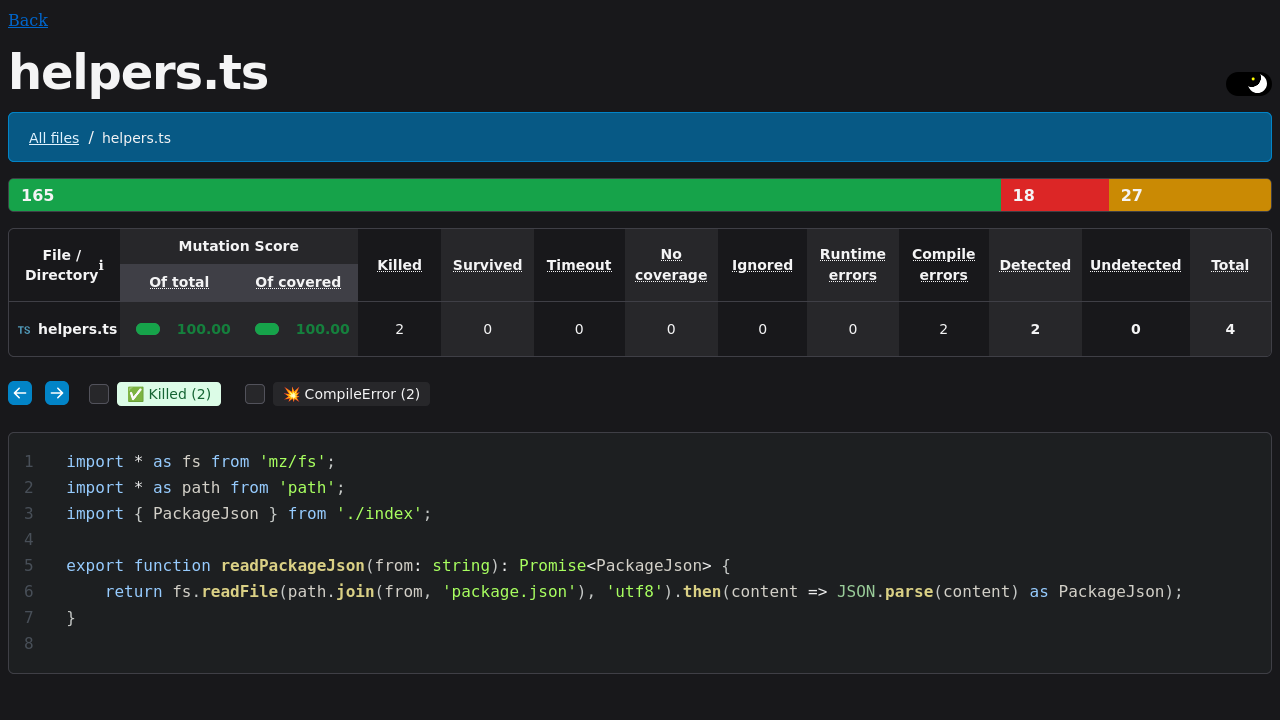 Back
helpers.ts
All files / helpers.ts
165 18 27
File / Directory ℹ Mutation Score Killed Survived Timeout No coverage Ignored Runtime errors Compile errors Detected Undetected Total
Of total Of covered
TS helpers.ts 100.00 100.00 2 0 0 0 0 0 2 2 0 4
✅ Killed (2) 💥 CompileError (2)
1 import * as fs from 'mz/fs';
2 import * as path from 'path';
3 import { PackageJson } from './index';
4
5 export function readPackageJson(from: string): Promise<PackageJson> {
6     return fs.readFile(path.join(from, 'package.json'), 'utf8').then(content => JSON.parse(content) as PackageJson);
7 }
8